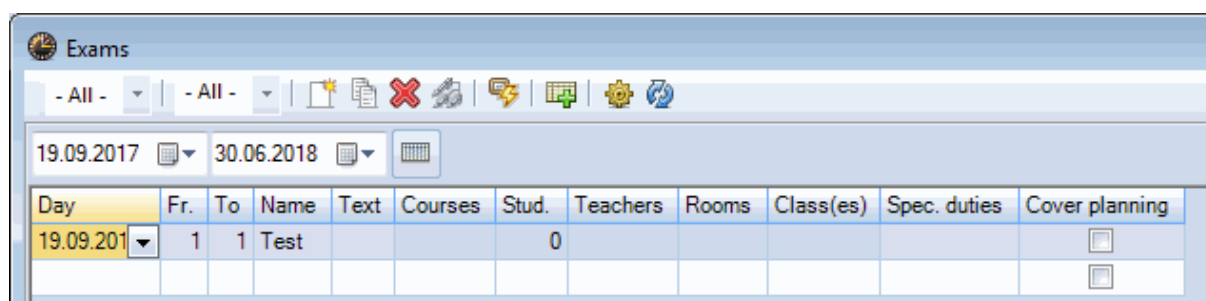 Exams
- All - - All -
19.09.2017 30.06.2018
Day Fr. To Name Text Courses Stud. Teachers Rooms Class(es) Spec. duties Cover planning
19.09.201 1 1 Test 0